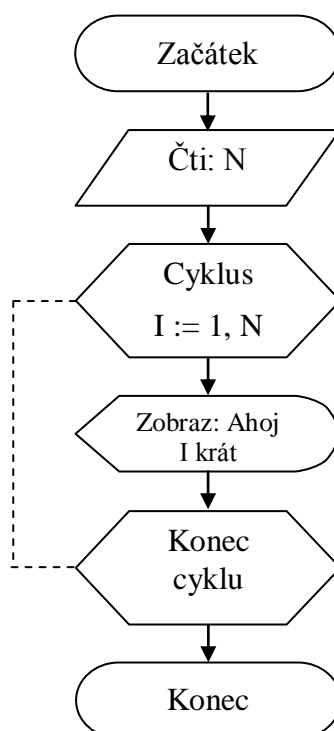 Začátek
Čti: N
Cyklus
I := 1, N
Zobraz: Ahoj
I krát
Konec
cyklu
Konec